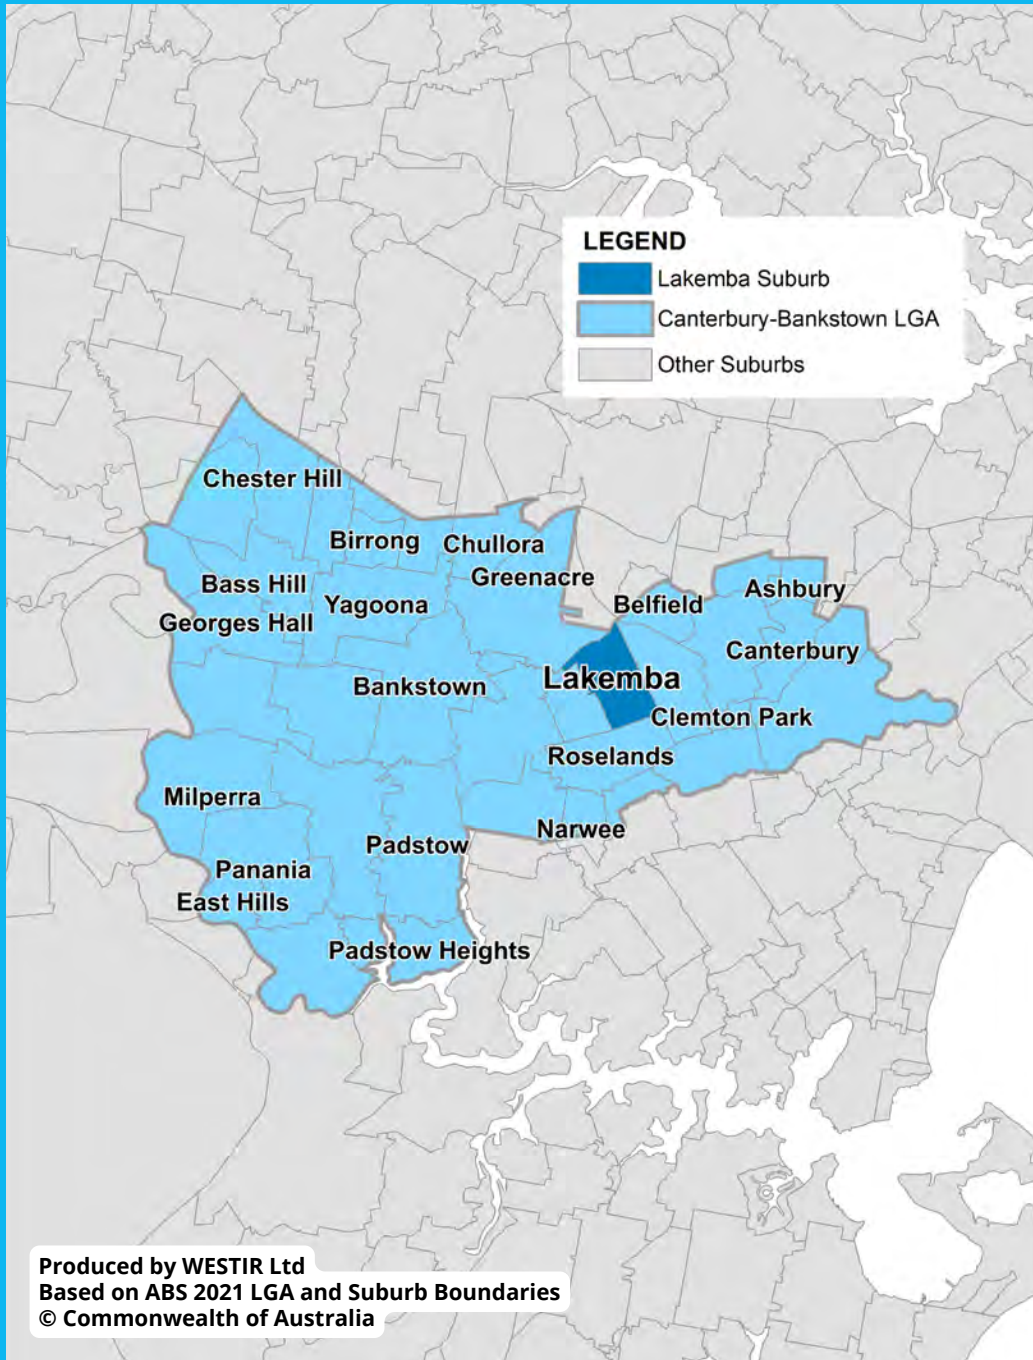 LEGEND
Lakemba Suburb
Canterbury-Bankstown LGA
Other Suburbs
Chester Hill
Birrong
Chullora
Greenacre
Bass Hill
Yagoona
Georges Hall
Belfield
Ashbury
Canterbury
Bankstown
Lakemba
Clemton Park
Roselands
Milperra
Narwee
Padstow
Panania
East Hills
Padstow Heights
Produced by WESTIR Ltd
Based on ABS 2021 LGA and Suburb Boundaries
© Commonwealth of Australia